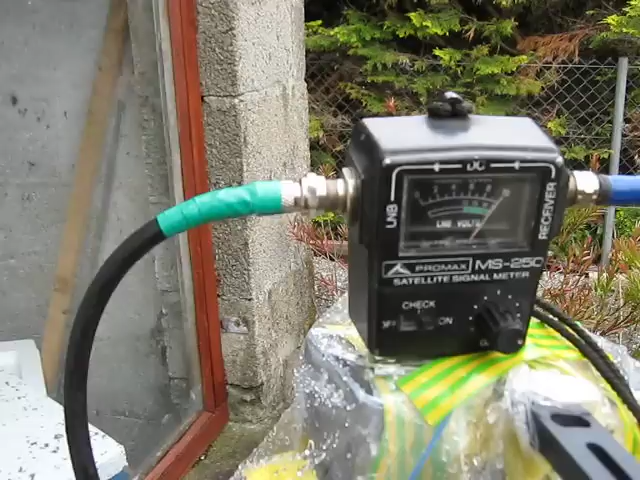 DC
LNB
RECEIVER
LNB VOLTS
PROMAX MS-250
SATELLITE SIGNAL METER
CHECK
OFF ON